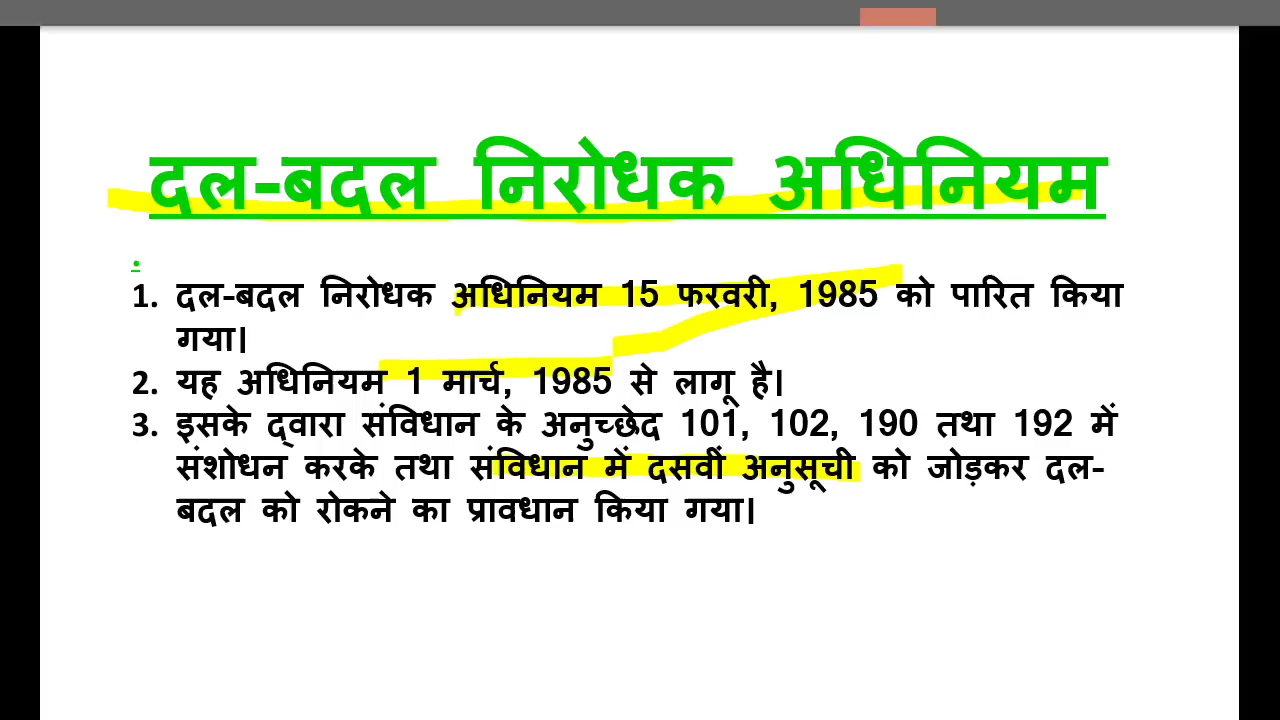 दल-बदल निरोधक अधिनियम
.
1. दल-बदल निरोधक अधिनियम 15 फरवरी, 1985 को पारित किया
गया।
2. यह अधिनियम 1 मार्च, 1985 से लागू है।
3. इसके द्वारा संविधान के अनुच्छेद 101, 102, 190 तथा 192 में
संशोधन करके तथा संविधान में दसवीं अनुसूची को जोड़कर दल-
बदल को रोकने का प्रावधान किया गया।